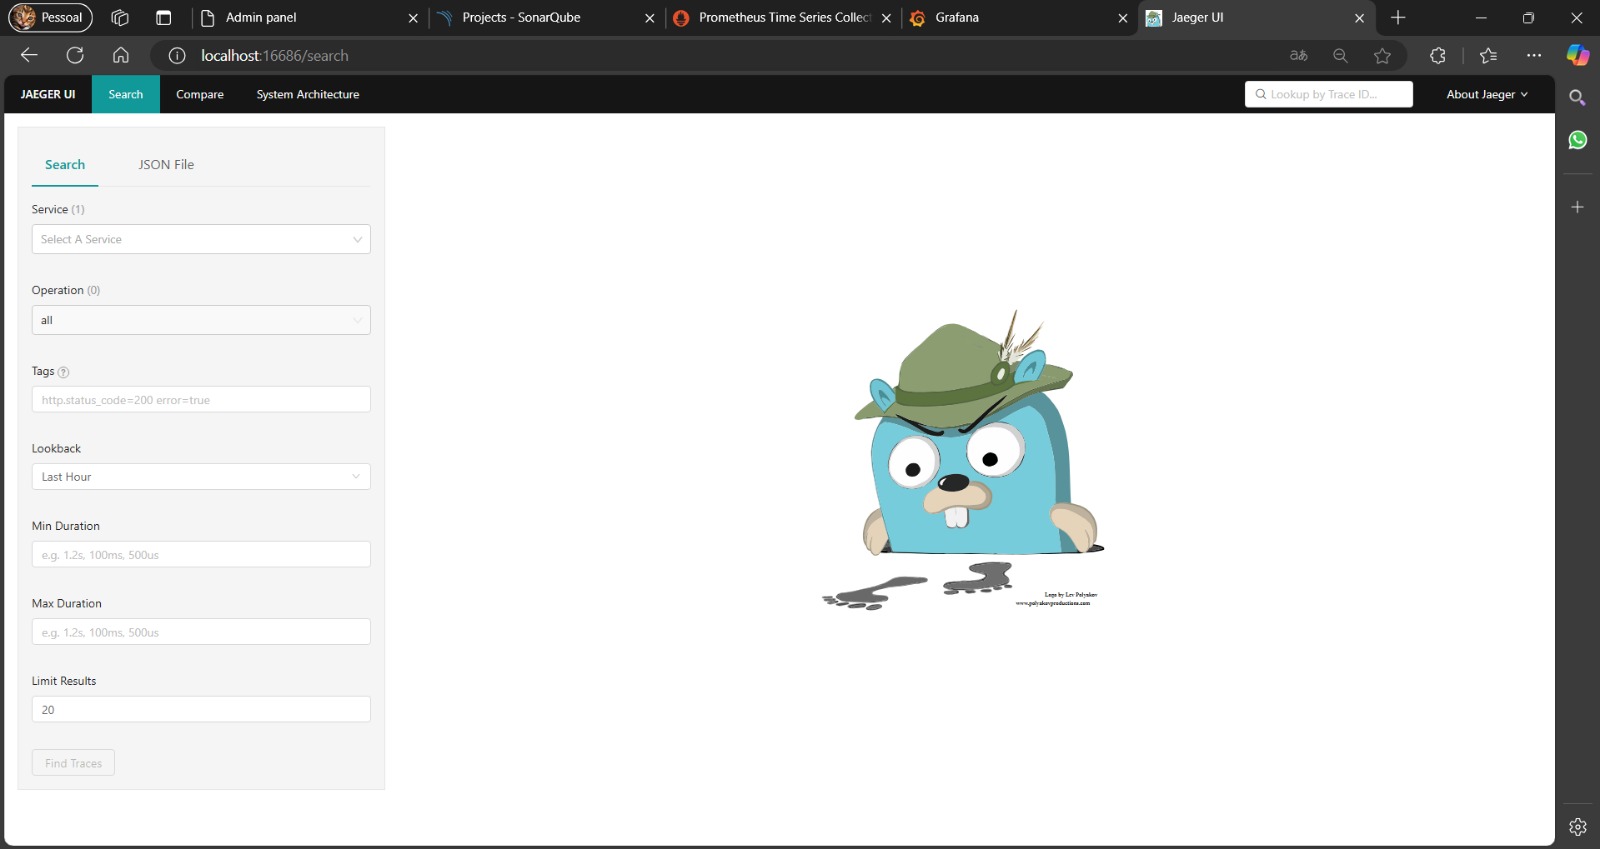 Pessoal
Admin panel
Projects - SonarQube
Prometheus Time Series Collec
Grafana
Jaeger UI
localhost:16686/search
JAEGER UI
Search
Compare
System Architecture
Lookup by Trace ID...
About Jaeger
Search
JSON File
Service (1)
Select A Service
Operation (0)
all
Tags ?
http.status_code=200 error=true
Lookback
Last Hour
Min Duration
e.g. 1.2s, 100ms, 500us
Max Duration
e.g. 1.2s, 100ms, 500us
Limit Results
20
Find Traces
Logo by Lev Polyakov
www.polyakovproductions.com